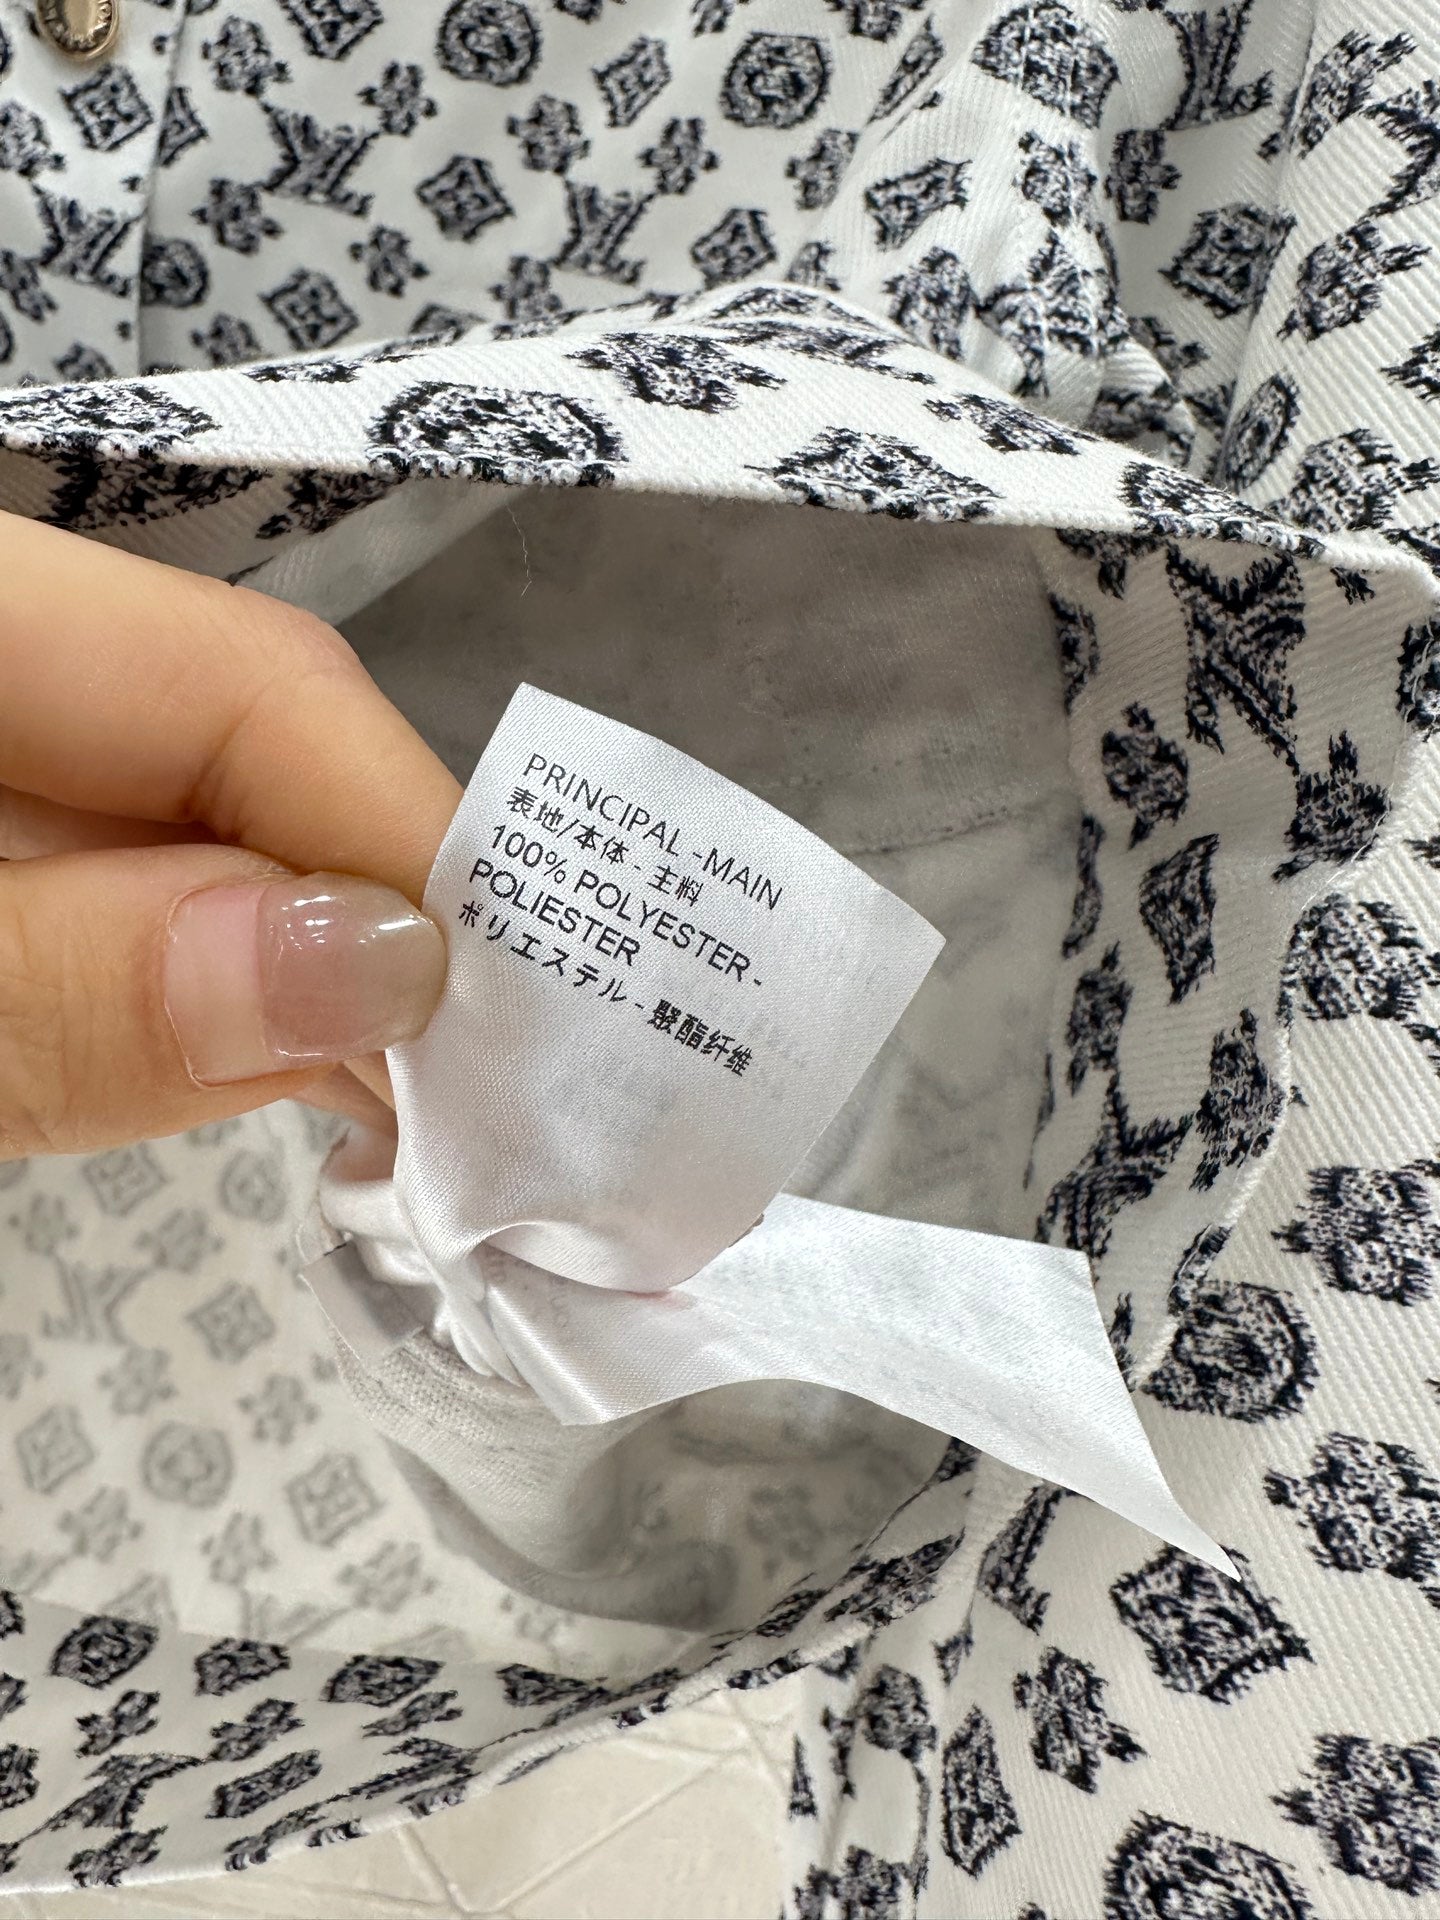 PRINCIPAL -MAIN
表地/本体 - 主料
100% POLYESTER -
POLIESTER
ポリエステル - 聚酯纤维